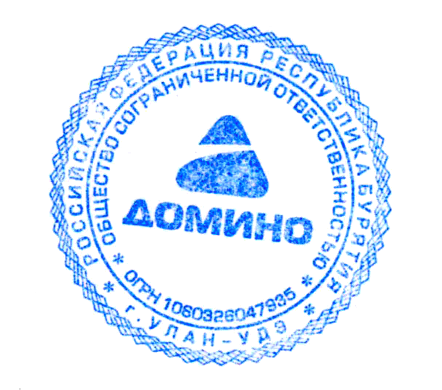 РОССИЙСКАЯ ФЕДЕРАЦИЯ РЕСПУБЛИКА БУРЯТИЯ
* г. УЛАН-УДЭ *
ОБЩЕСТВО С ОГРАНИЧЕННОЙ ОТВЕТСТВЕННОСТЬЮ
* ОГРН 1060326047935 *
ДОМИНО